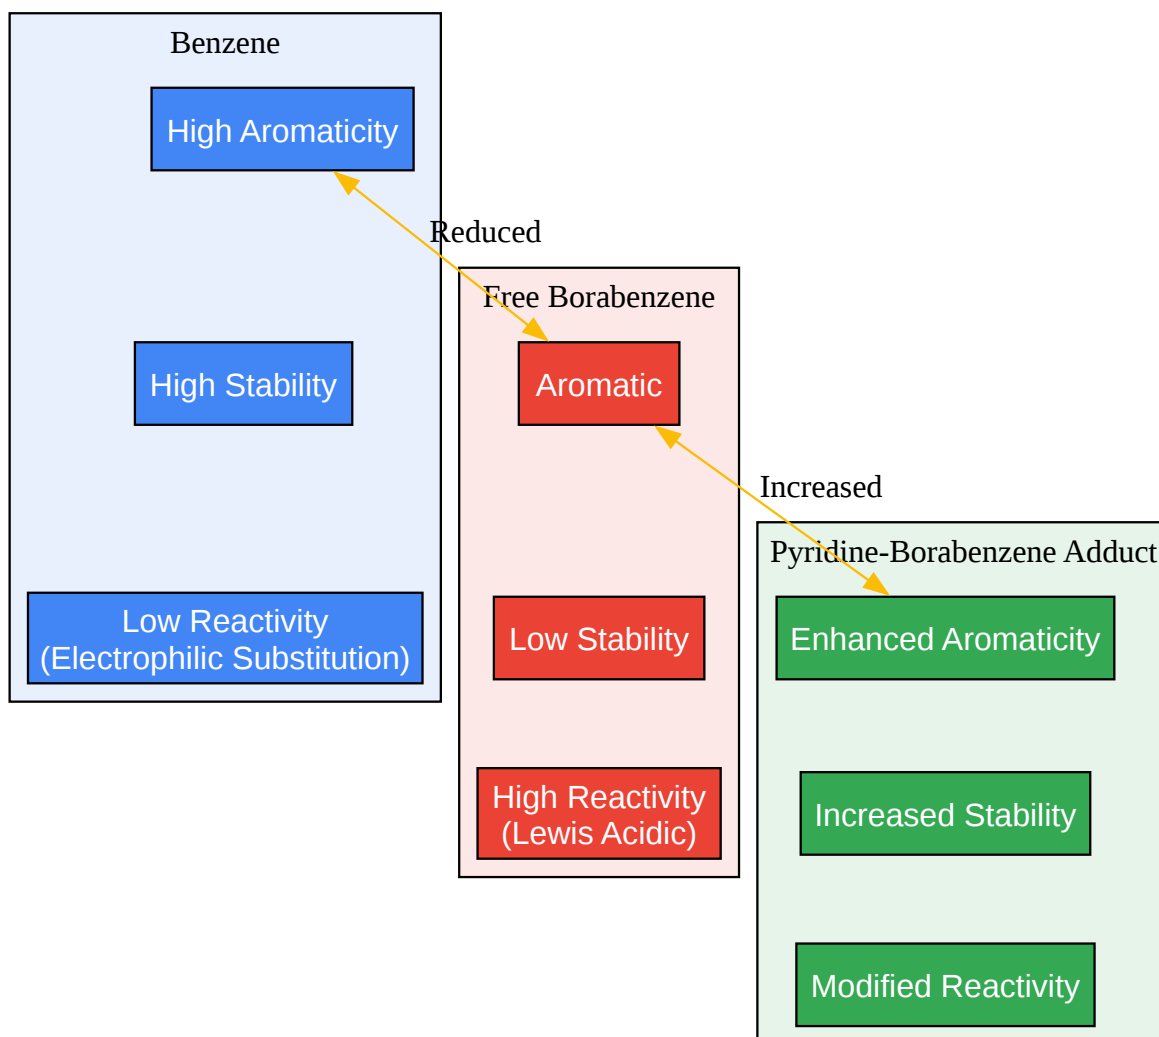 Benzene
High Aromaticity
Reduced
High Stability
Low Reactivity
(Electrophilic Substitution)
Free Borabenzene
Aromatic
Increased
Low Stability
High Reactivity
(Lewis Acidic)
Pyridine-Borabenzene Adduct
Enhanced Aromaticity
Increased Stability
Modified Reactivity